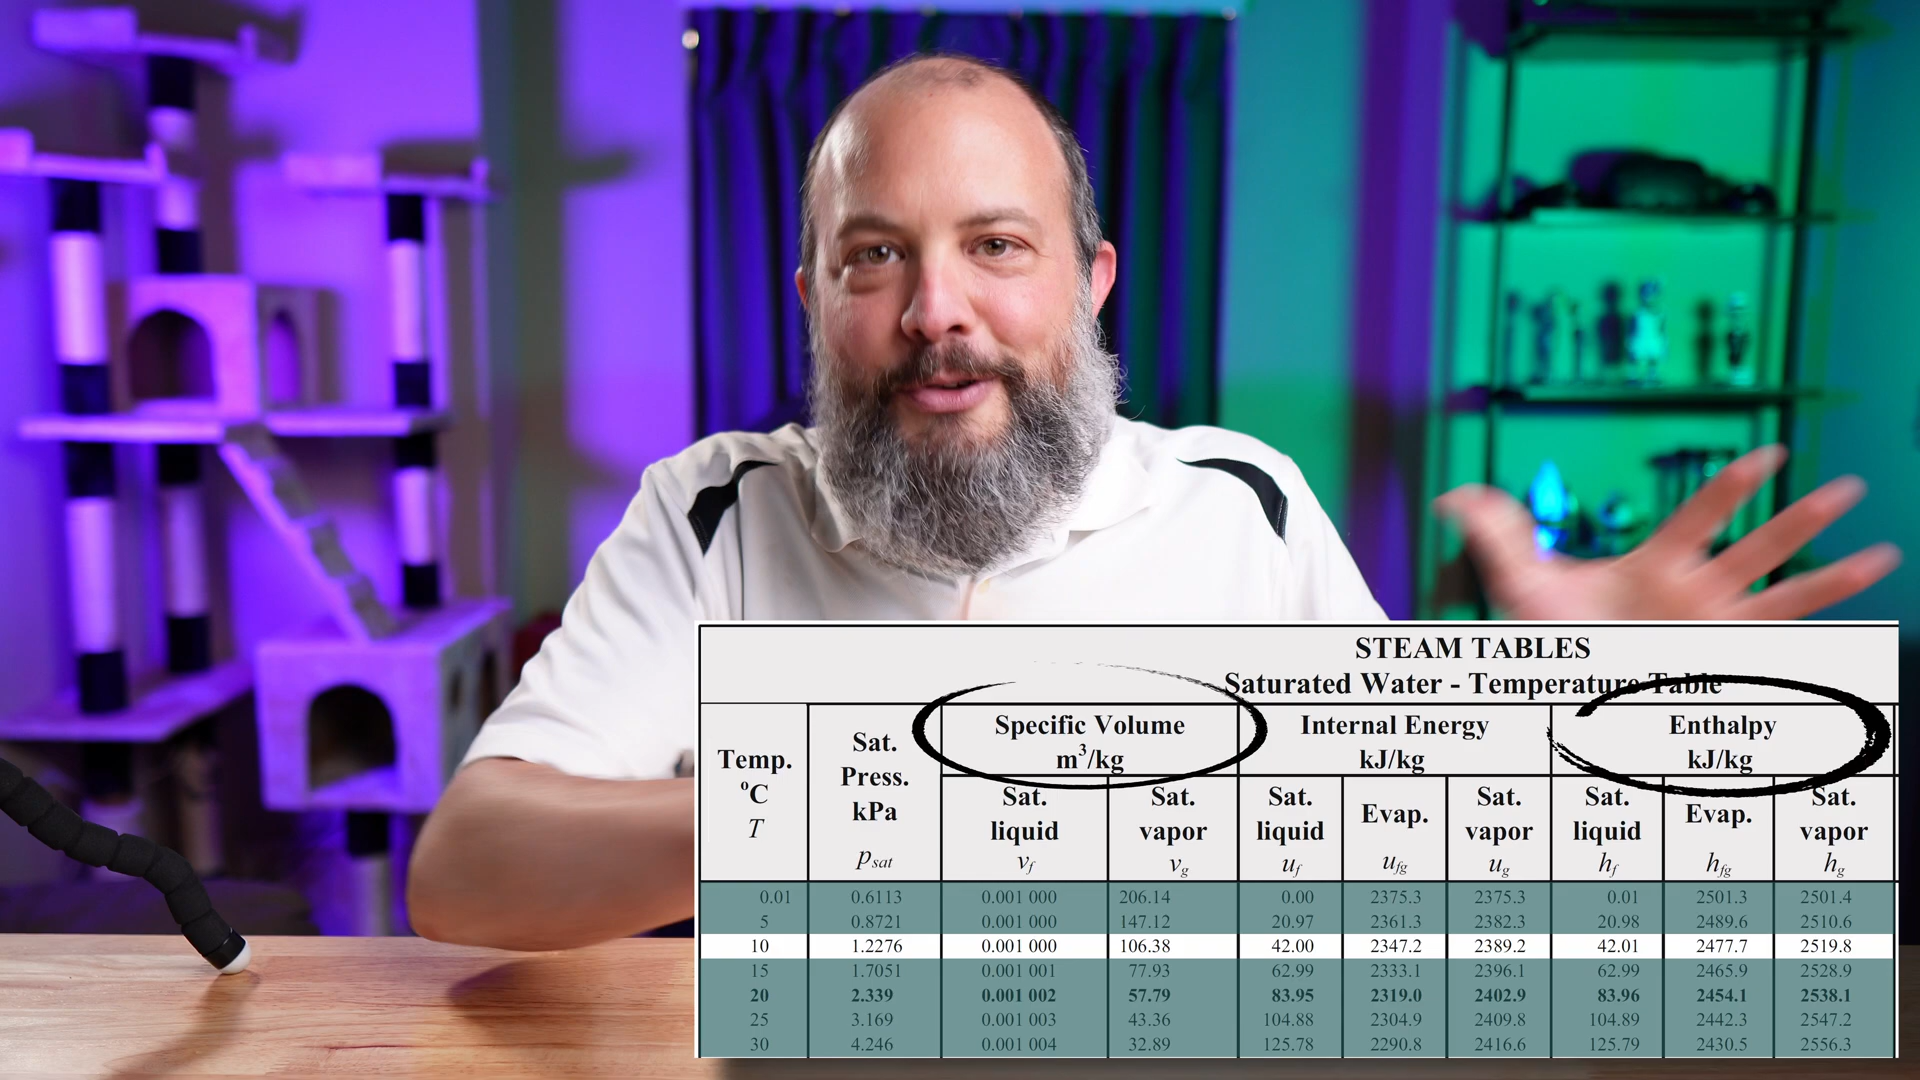 STEAM TABLES
Saturated Water - Temperature Table
Temp. °C T
Sat. Press. kPa p_sat
Specific Volume m³/kg
Internal Energy kJ/kg
Enthalpy kJ/kg
Sat. liquid v_f
Sat. vapor v_g
Sat. liquid u_f
Evap. u_fg
Sat. vapor u_g
Sat. liquid h_f
Evap. h_fg
Sat. vapor h_g
0.01 0.6113 0.001 000 206.14 0.00 2375.3 2375.3 0.01 2501.3 2501.4
5 0.8721 0.001 000 147.12 20.97 2361.3 2382.3 20.98 2489.6 2510.6
10 1.2276 0.001 000 106.38 42.00 2347.2 2389.2 42.01 2477.7 2519.8
15 1.7051 0.001 001 77.93 62.99 2333.1 2396.1 62.99 2465.9 2528.9
20 2.339 0.001 002 57.79 83.95 2319.0 2402.9 83.96 2454.1 2538.1
25 3.169 0.001 003 43.36 104.88 2304.9 2409.8 104.89 2442.3 2547.2
30 4.246 0.001 004 32.89 125.78 2290.8 2416.6 125.79 2430.5 2556.3